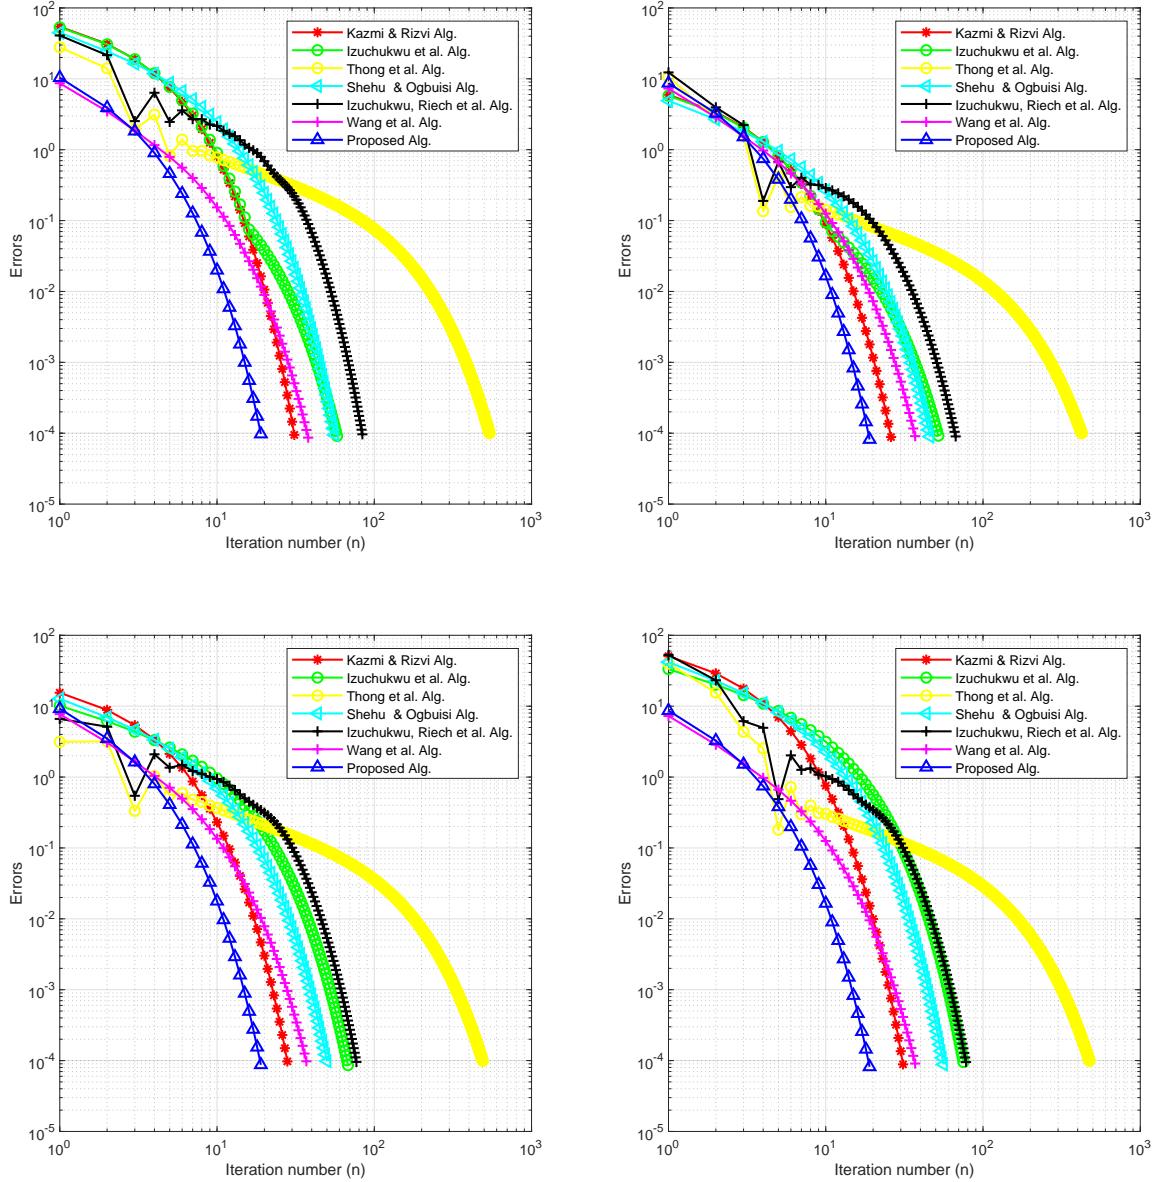 10^2
10^1
10^0
10^-1
10^-2
10^-3
10^-4
10^-5
Errors
10^0 10^1 10^2 10^3
Iteration number (n)
Kazmi & Rizvi Alg.
Izuchukwu et al. Alg.
Thong et al. Alg.
Shehu & Ogbuisi Alg.
Izuchukwu, Riech et al. Alg.
Wang et al. Alg.
Proposed Alg.
10^2
10^1
10^0
10^-1
10^-2
10^-3
10^-4
10^-5
Errors
10^0 10^1 10^2 10^3
Iteration number (n)
Kazmi & Rizvi Alg.
Izuchukwu et al. Alg.
Thong et al. Alg.
Shehu & Ogbuisi Alg.
Izuchukwu, Riech et al. Alg.
Wang et al. Alg.
Proposed Alg.
10^2
10^1
10^0
10^-1
10^-2
10^-3
10^-4
10^-5
Errors
10^0 10^1 10^2 10^3
Iteration number (n)
Kazmi & Rizvi Alg.
Izuchukwu et al. Alg.
Thong et al. Alg.
Shehu & Ogbuisi Alg.
Izuchukwu, Riech et al. Alg.
Wang et al. Alg.
Proposed Alg.
10^2
10^1
10^0
10^-1
10^-2
10^-3
10^-4
10^-5
Errors
10^0 10^1 10^2 10^3
Iteration number (n)
Kazmi & Rizvi Alg.
Izuchukwu et al. Alg.
Thong et al. Alg.
Shehu & Ogbuisi Alg.
Izuchukwu, Riech et al. Alg.
Wang et al. Alg.
Proposed Alg.